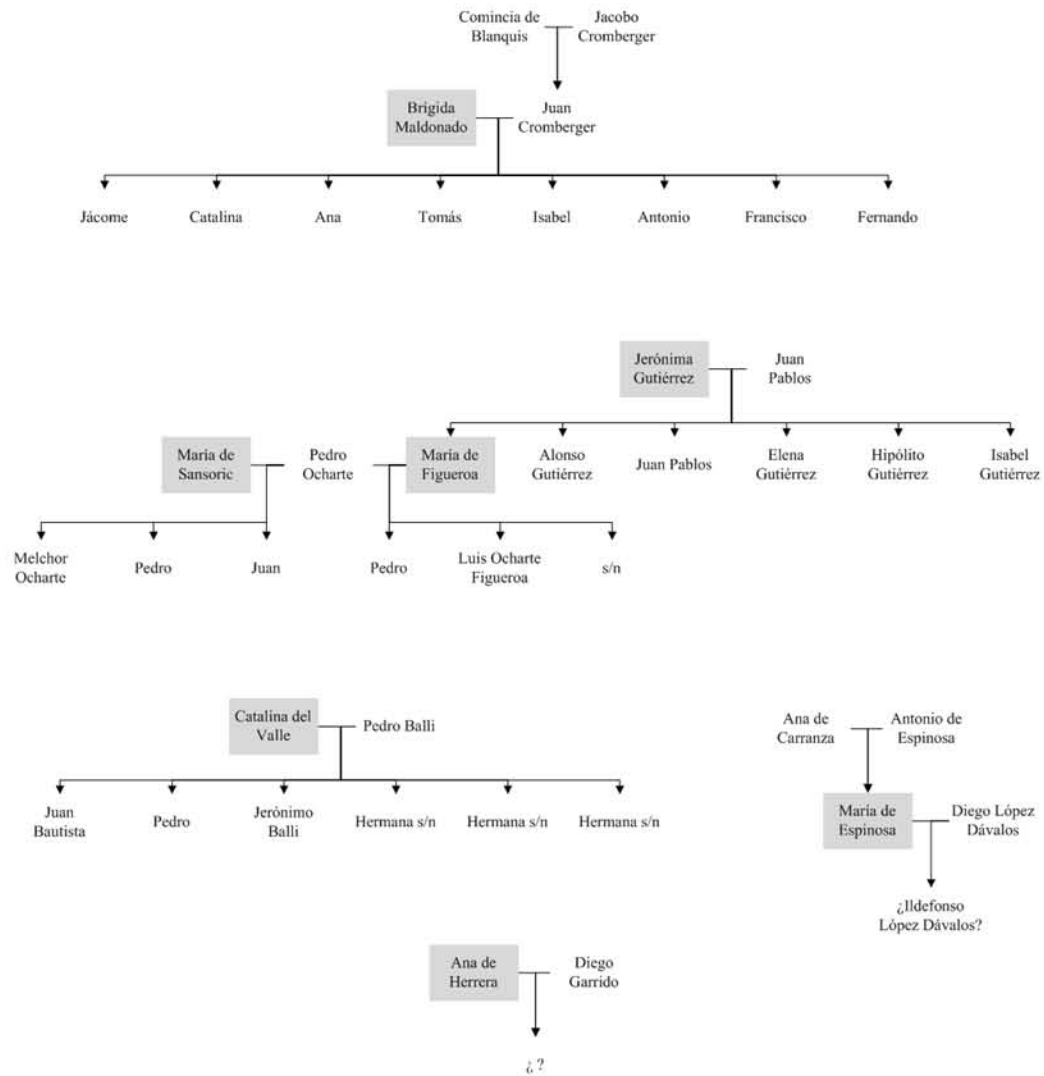 Comincia de
Blanquis
Jacobo
Cromberger
Brígida
Maldonado
Juan
Cromberger
Jácome
Catalina
Ana
Tomás
Isabel
Antonio
Francisco
Fernando
Jerónima
Gutiérrez
Juan
Pablos
María de
Sansoric
Pedro
Ocharte
María de
Figueroa
Alonso
Gutiérrez
Juan Pablos
Elena
Gutiérrez
Hipólito
Gutiérrez
Isabel
Gutiérrez
Melchor
Ocharte
Pedro
Juan
Pedro
Luis Ocharte
Figueroa
s/n
Catalina del
Valle
Pedro Balli
Ana de
Carranza
Antonio de
Espinosa
Juan
Bautista
Pedro
Jerónimo
Balli
Hermana s/n
Hermana s/n
Hermana s/n
María de
Espinosa
Diego López
Dávalos
¿Ildefonso
López Dávalos?
Ana de
Herrera
Diego
Garrido
¿ ?